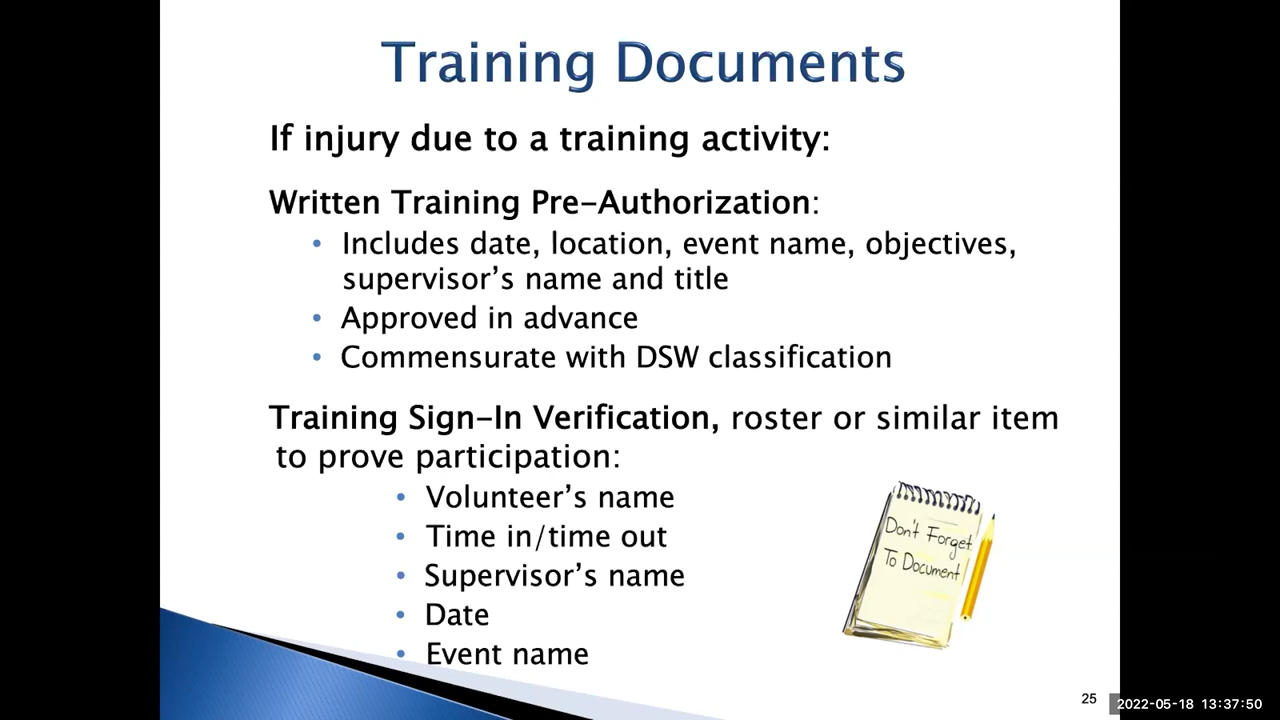 Training Documents
If injury due to a training activity:
Written Training Pre-Authorization:
• Includes date, location, event name, objectives,
supervisor's name and title
• Approved in advance
• Commensurate with DSW classification
Training Sign-In Verification, roster or similar item
to prove participation:
• Volunteer's name
• Time in/time out
• Supervisor's name
• Date
• Event name
Don't Forget
To Document
25
2022-05-18 13:37:50